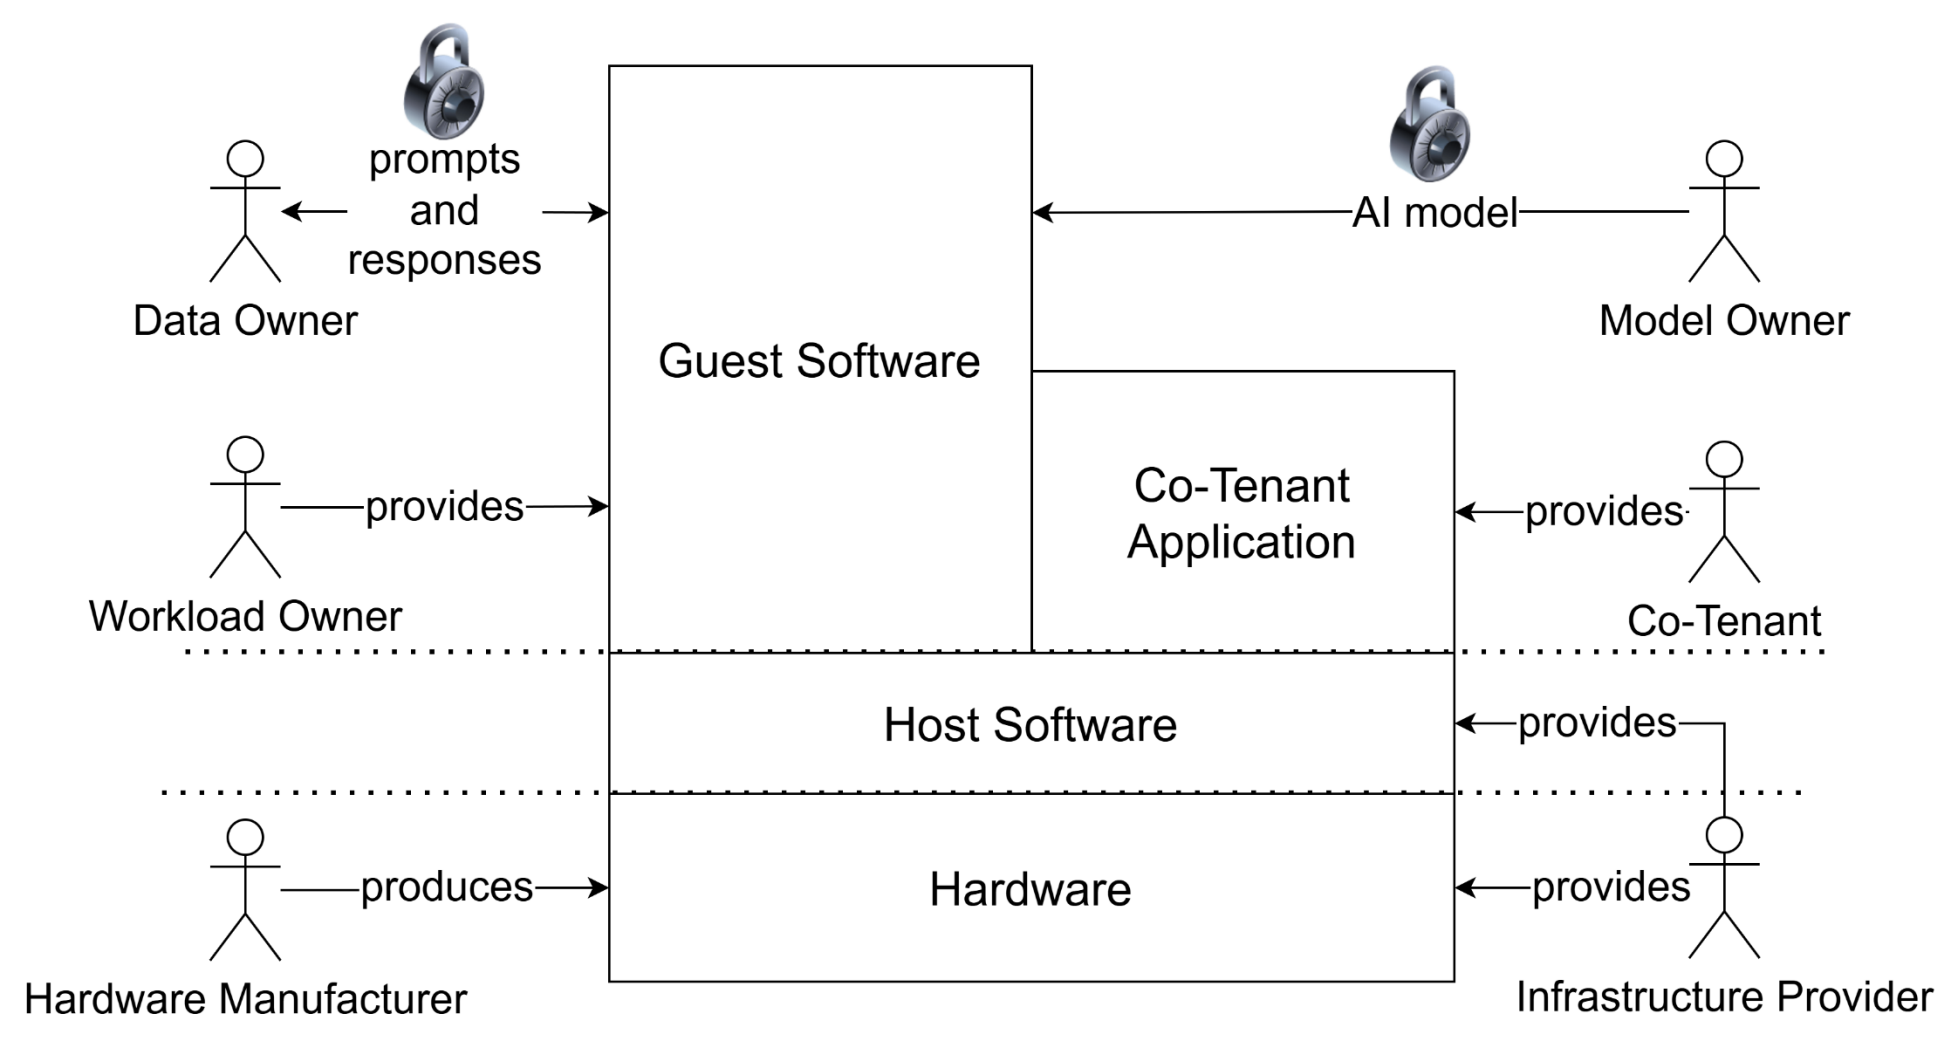 prompts
and
responses
AI model
Data Owner
Model Owner
Guest Software
Co-Tenant
Application
provides
provides
Workload Owner
Co-Tenant
Host Software
provides
produces
Hardware
provides
Hardware Manufacturer
Infrastructure Provider